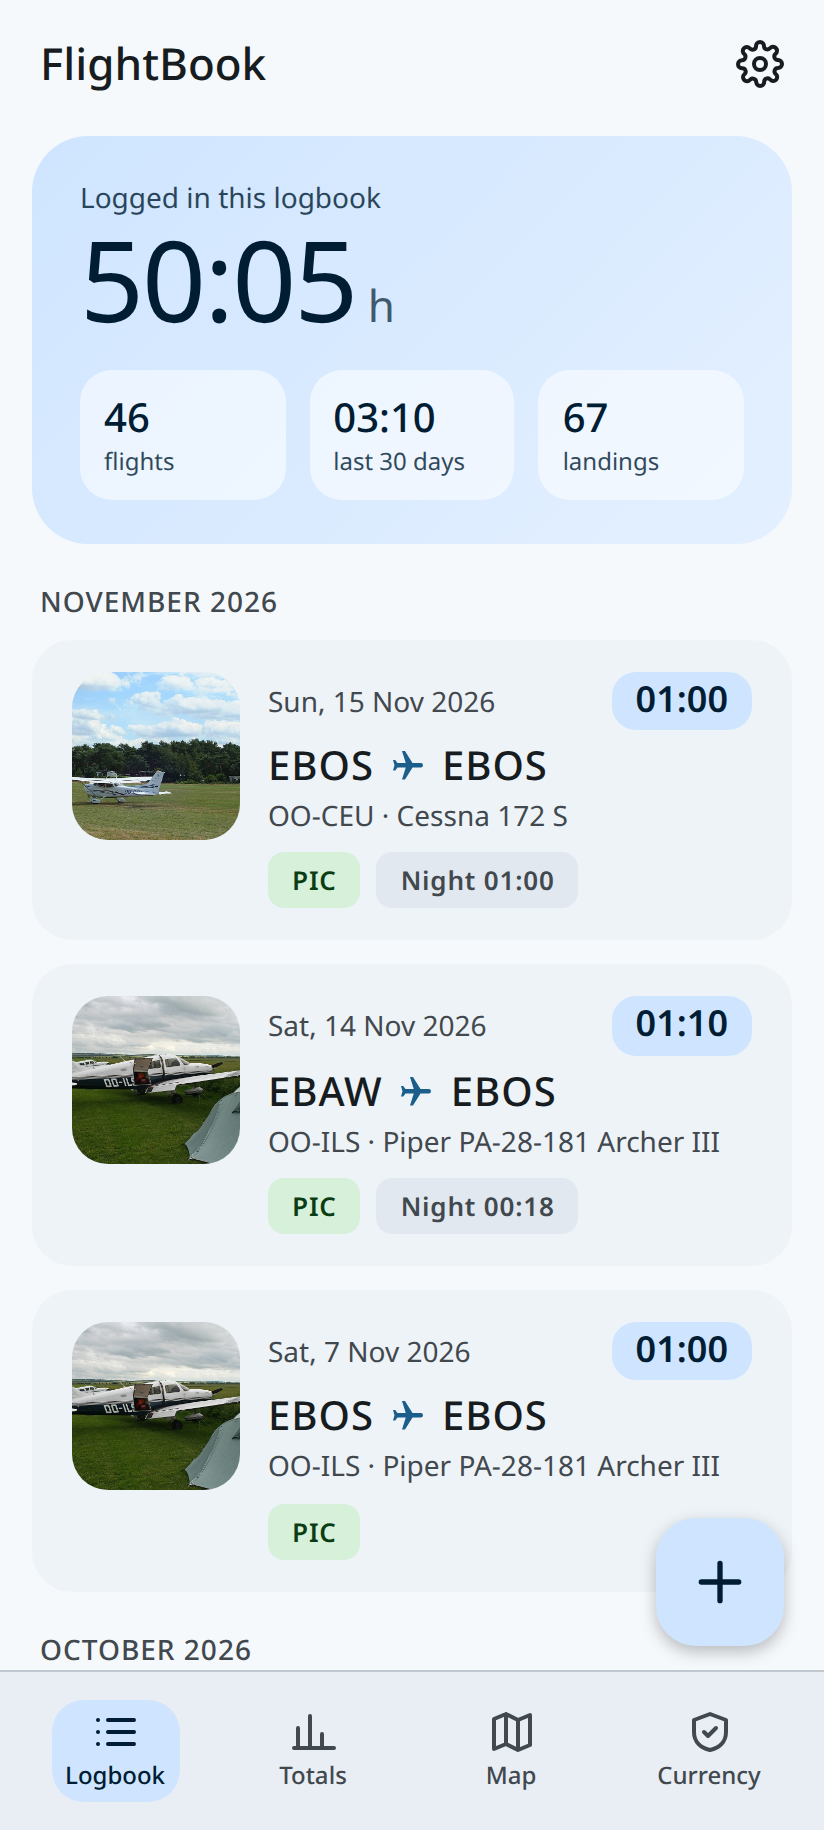 FlightBook
Logged in this logbook
50:05 h
46
flights
03:10
last 30 days
67
landings
NOVEMBER 2026
Sun, 15 Nov 2026
01:00
EBOS EBOS
OO-CEU · Cessna 172 S
PIC
Night 01:00
Sat, 14 Nov 2026
01:10
EBAW EBOS
OO-ILS · Piper PA-28-181 Archer III
PIC
Night 00:18
Sat, 7 Nov 2026
01:00
EBOS EBOS
OO-ILS · Piper PA-28-181 Archer III
PIC
OCTOBER 2026
Logbook
Totals
Map
Currency